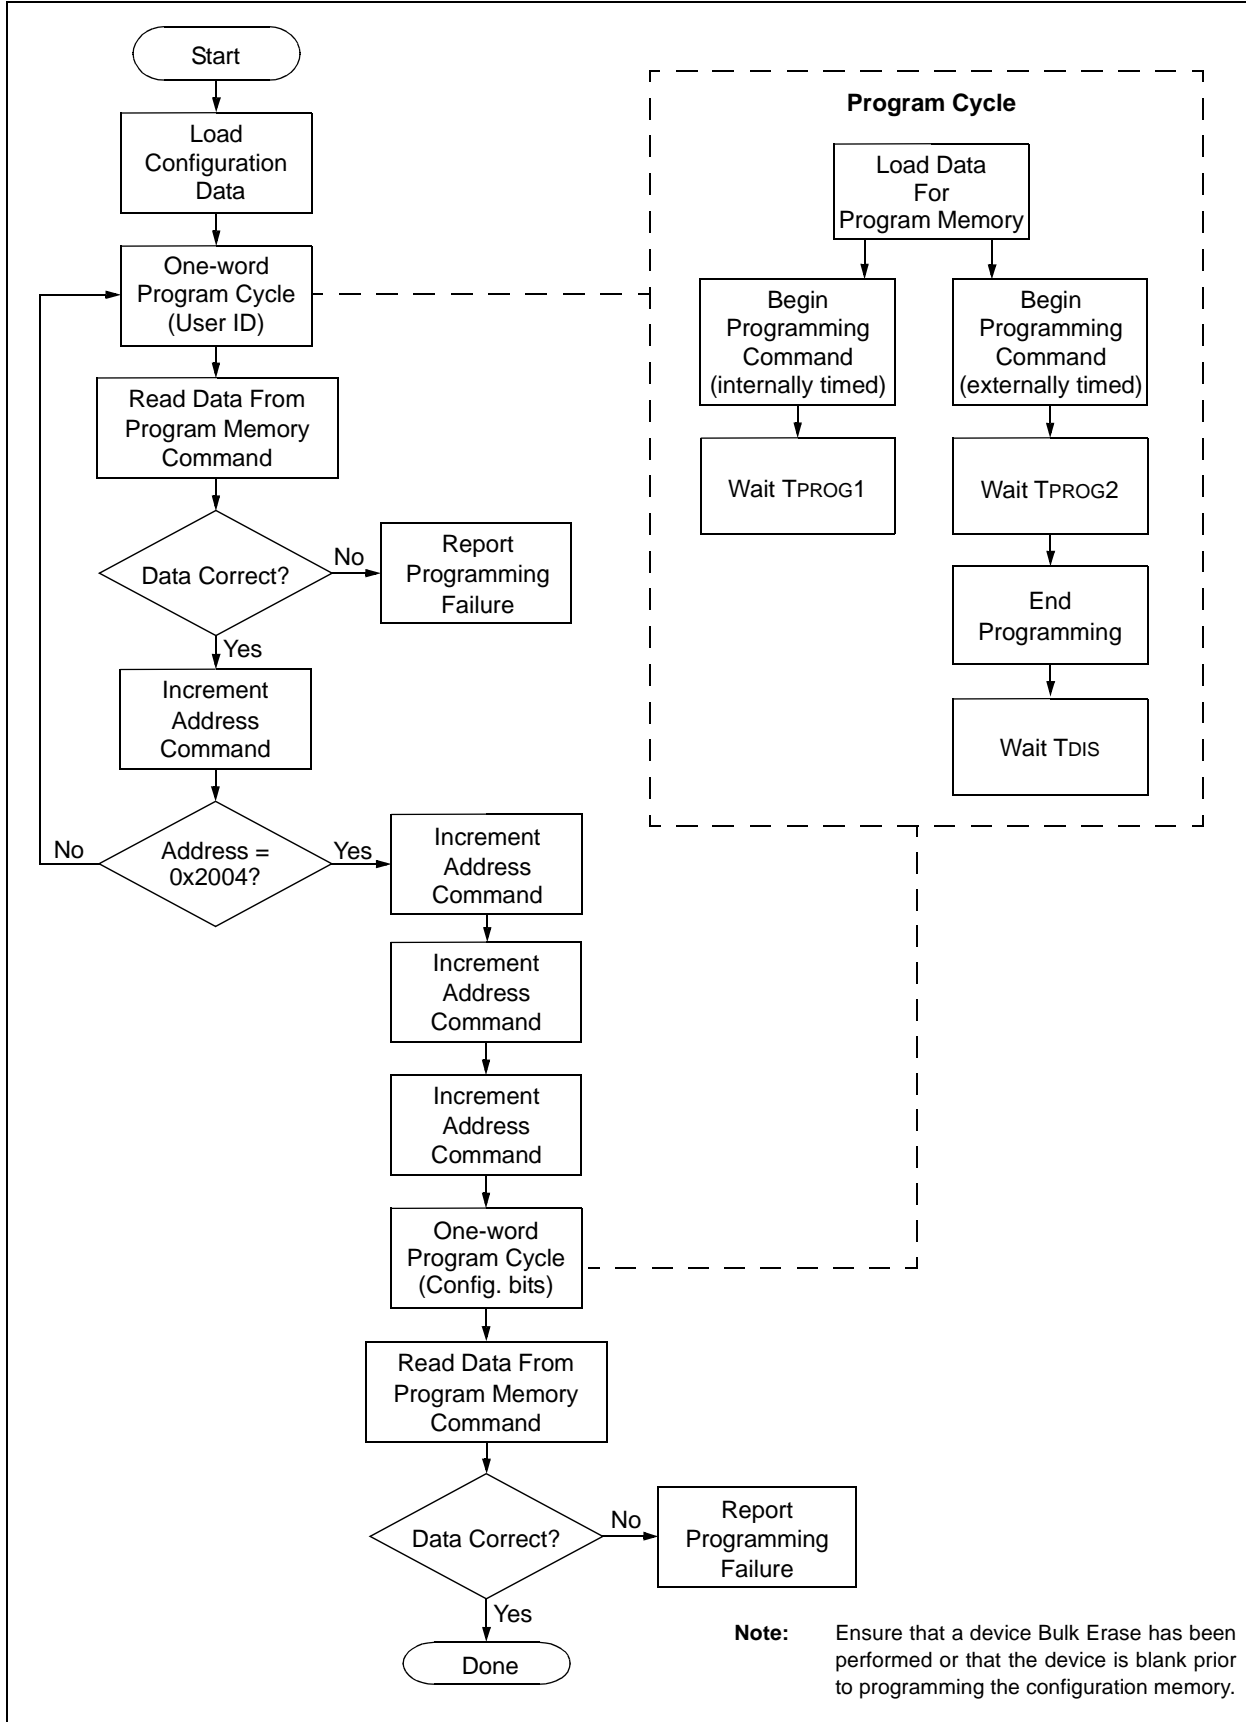 Start
Load
Configuration
Data
One-word
Program Cycle
(User ID)
Read Data From
Program Memory
Command
Data Correct?
No
Report
Programming
Failure
Yes
Increment
Address
Command
Address =
0x2004?
No
Yes
Increment
Address
Command
Increment
Address
Command
Increment
Address
Command
One-word
Program Cycle
(Config. bits)
Read Data From
Program Memory
Command
Data Correct?
No
Report
Programming
Failure
Yes
Done
Program Cycle
Load Data
For
Program Memory
Begin
Programming
Command
(internally timed)
Wait TPROG1
Begin
Programming
Command
(externally timed)
Wait TPROG2
End
Programming
Wait TDIS
Note: Ensure that a device Bulk Erase has been
performed or that the device is blank prior
to programming the configuration memory.